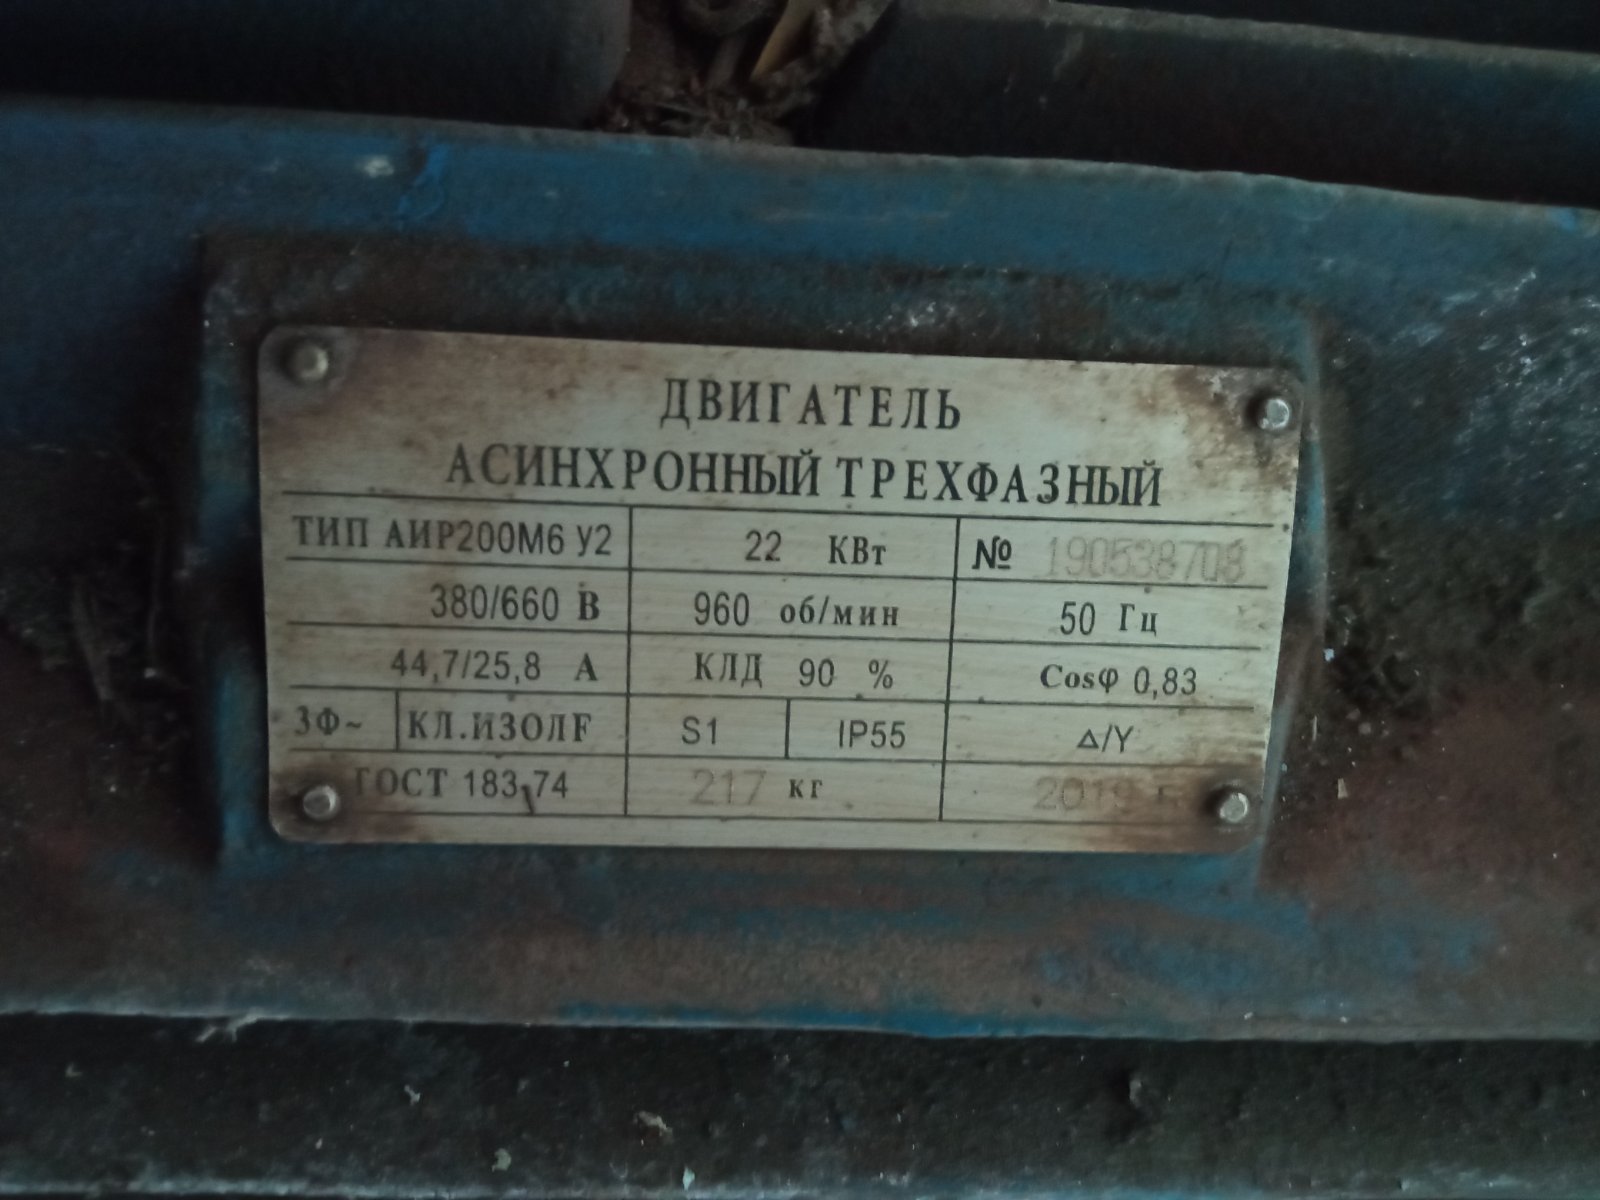 ДВИГАТЕЛЬ
АСИНХРОННЫЙ ТРЕХФАЗНЫЙ
ТИП АИР200М6 У2 22 КВт № 190538708
380/660 В 960 об/мин 50 Гц
44,7/25,8 А КЛД 90 % Cosφ 0,83
3Ф~ КЛ.ИЗОЛF S1 IP55 Δ/Y
ГОСТ 183-74 217 кг 2019